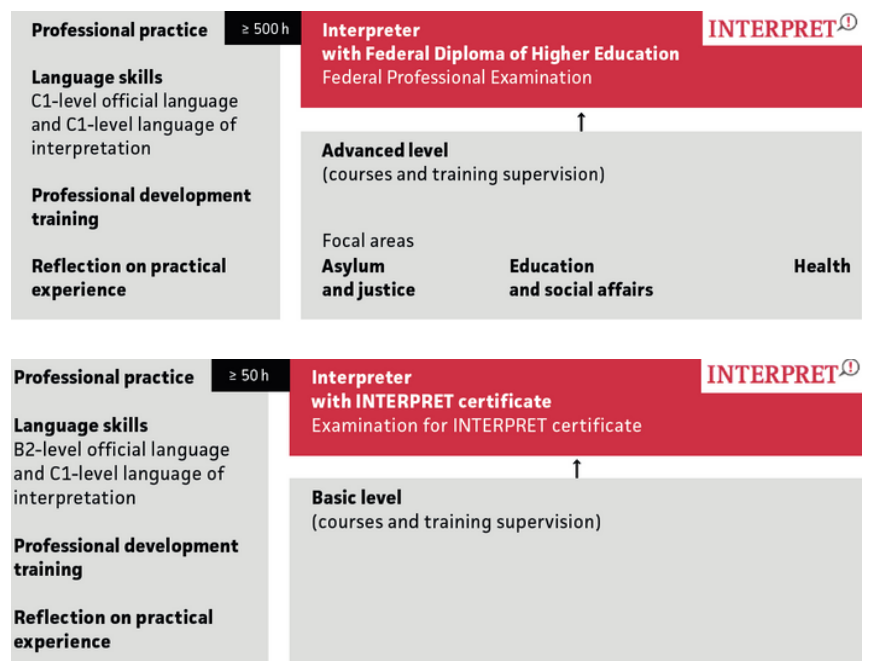 Professional practice
≥ 500 h
Language skills
C1-level official language
and C1-level language of
interpretation
Professional development
training
Reflection on practical
experience
Interpreter
with Federal Diploma of Higher Education
Federal Professional Examination
INTERPRET
Advanced level
(courses and training supervision)
Focal areas
Asylum
and justice
Education
and social affairs
Health
Professional practice
≥ 50 h
Language skills
B2-level official language
and C1-level language of
interpretation
Professional development
training
Reflection on practical
experience
Interpreter
with INTERPRET certificate
Examination for INTERPRET certificate
INTERPRET
Basic level
(courses and training supervision)